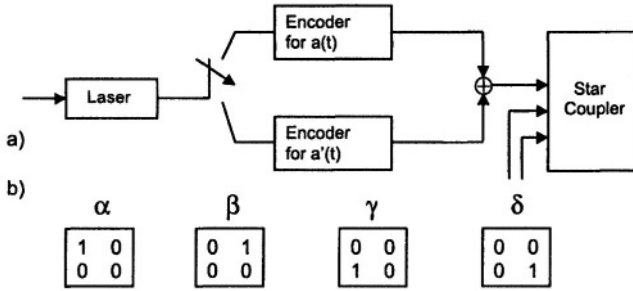 Encoder
for a(t)
Laser
Star
Coupler
Encoder
for a'(t)
a)
b)
α β γ δ
1 0 0 1 0 0 0 0
0 0 0 0 1 0 0 1